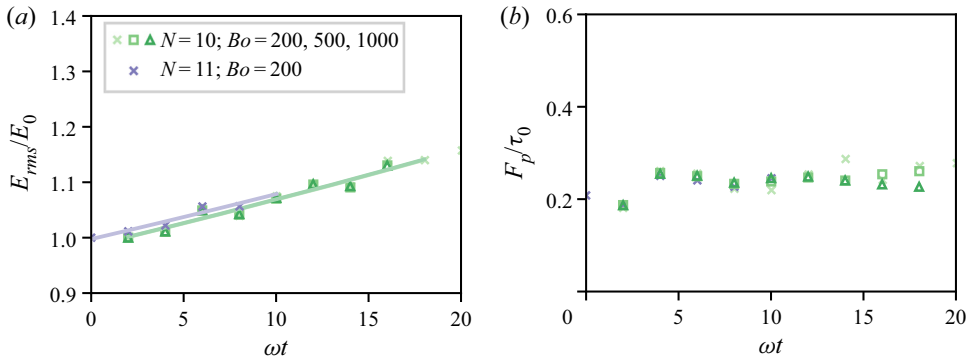 (a)
1.4
1.3
1.2
1.1
1.0
0.9
E_rms/E_0
N = 10; Bo = 200, 500, 1000
N = 11; Bo = 200
0 5 10 15 20
ωt
(b)
0.6
0.4
0.2
F_p/τ_0
0 5 10 15 20
ωt